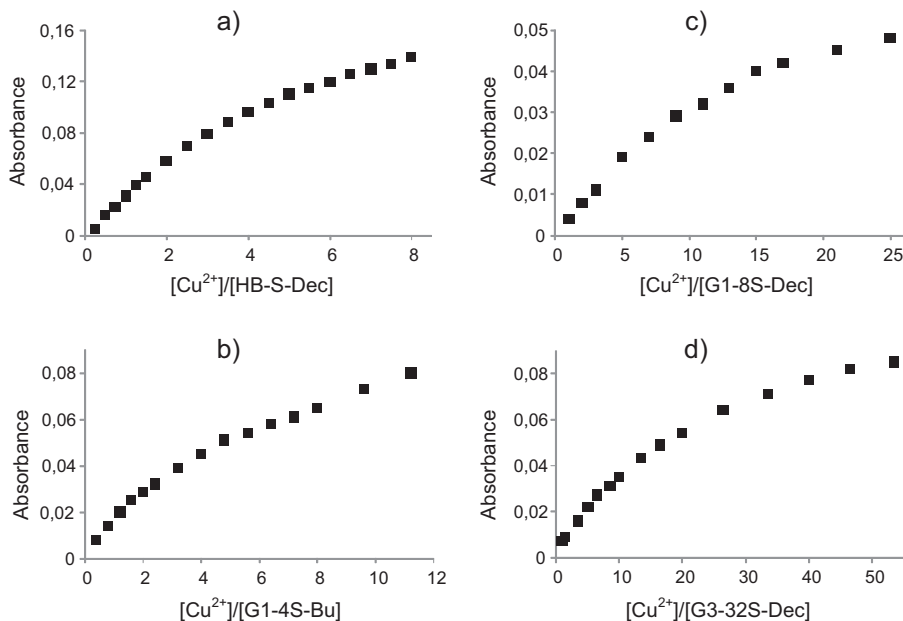 a)
0,16
0,12
0,08
0,04
0
Absorbance
0 2 4 6 8
[Cu²⁺]/[HB-S-Dec]
c)
0,05
0,04
0,03
0,02
0,01
0
Absorbance
0 5 10 15 20 25
[Cu²⁺]/[G1-8S-Dec]
b)
0,08
0,06
0,04
0,02
0
Absorbance
0 2 4 6 8 10 12
[Cu²⁺]/[G1-4S-Bu]
d)
0,08
0,06
0,04
0,02
0,00
Absorbance
0 10 20 30 40 50
[Cu²⁺]/[G3-32S-Dec]